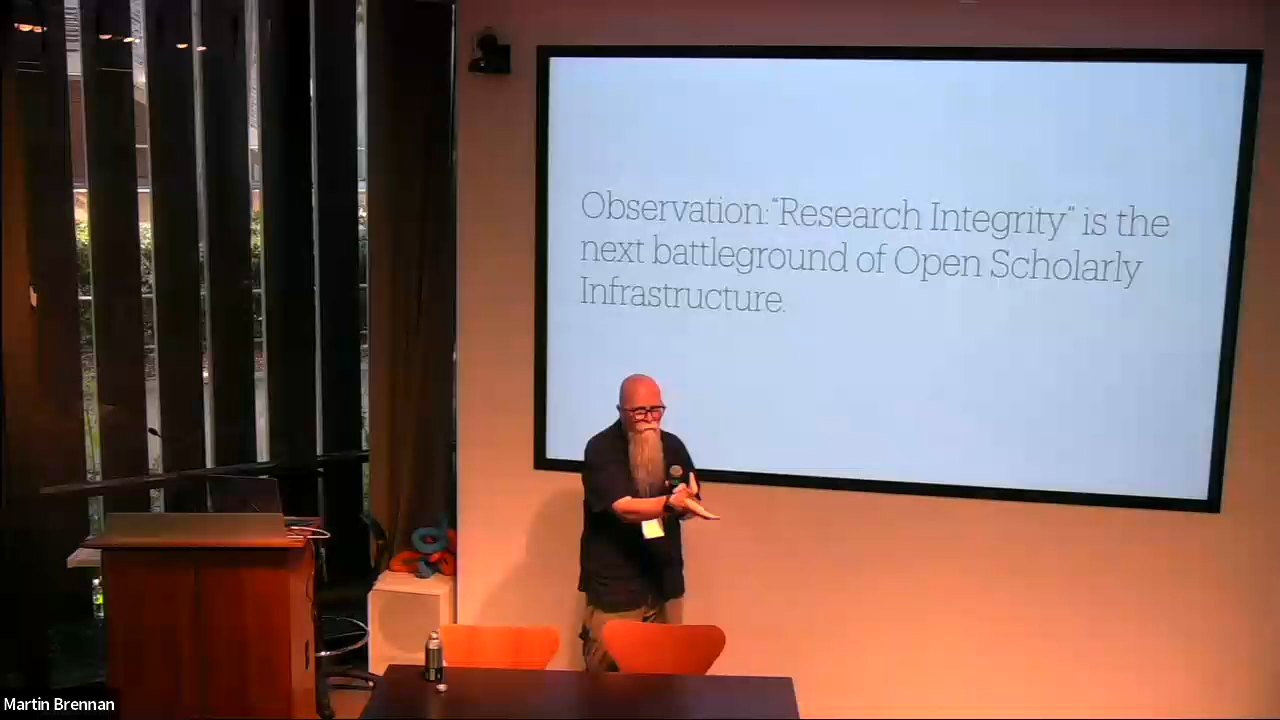 Observation: “Research Integrity“ is the
next battleground of Open Scholarly
Infrastructure.
Martin Brennan